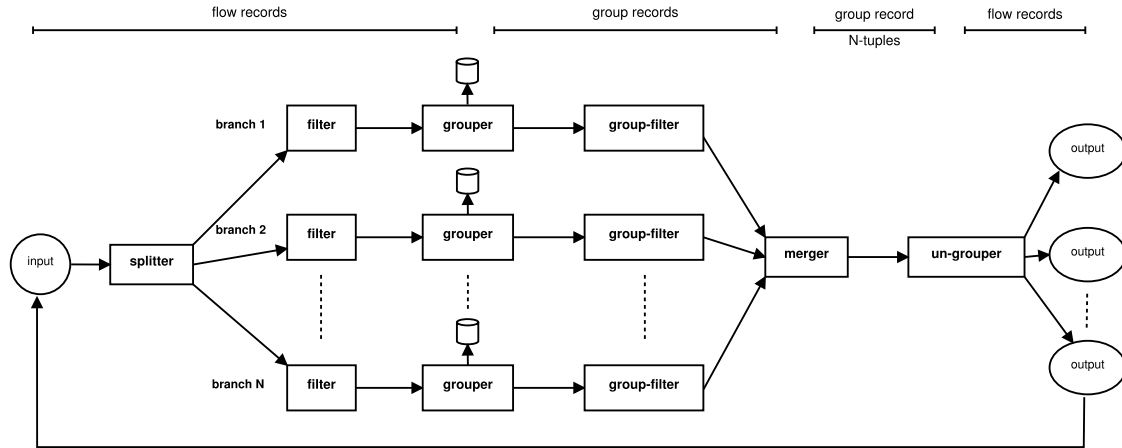 flow records
group records
group record
N-tuples
flow records
branch 1
filter
grouper
group-filter
output
branch 2
filter
grouper
group-filter
input
splitter
merger
un-grouper
output
branch N
filter
grouper
group-filter
output